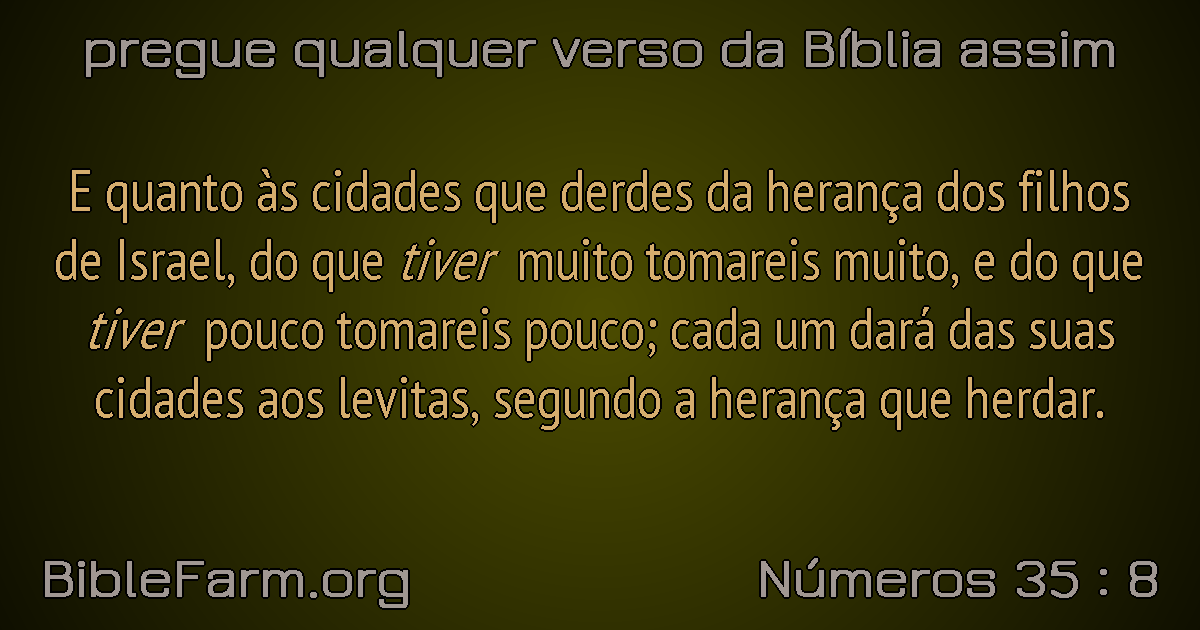 pregue qualquer verso da Bíblia assim
E quanto às cidades que derdes da herança dos filhos
de Israel, do que tiver muito tomareis muito, e do que
tiver pouco tomareis pouco; cada um dará das suas
cidades aos levitas, segundo a herança que herdar.
BibleFarm.org
Números 35 : 8